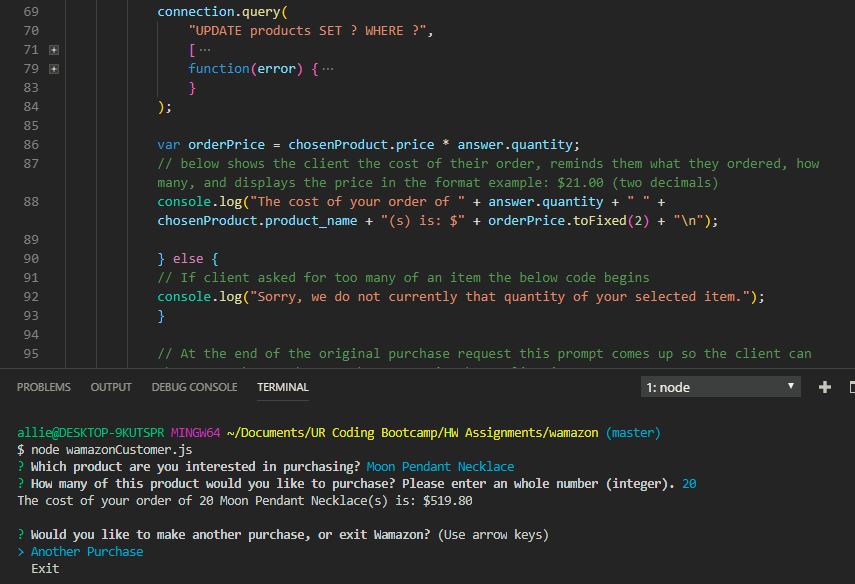 69 connection.query(
70 "UPDATE products SET ? WHERE ?",
71 [ ...
79 function(error) { ...
83 }
84 );
85
86 var orderPrice = chosenProduct.price * answer.quantity;
87 // below shows the client the cost of their order, reminds them what they ordered, how
many, and displays the price in the format example: $21.00 (two decimals)
88 console.log("The cost of your order of " + answer.quantity + " " +
chosenProduct.product_name + "(s) is: $" + orderPrice.toFixed(2) + "\n");
89
90 } else {
91 // If client asked for too many of an item the below code begins
92 console.log("Sorry, we do not currently that quantity of your selected item.");
93 }
94
95 // At the end of the original purchase request this prompt comes up so the client can
PROBLEMS OUTPUT DEBUG CONSOLE TERMINAL 1: node
allie@DESKTOP-9KUTSPR MINGW64 ~/Documents/UR Coding Bootcamp/HW Assignments/wamazon (master)
$ node wamazonCustomer.js
? Which product are you interested in purchasing? Moon Pendant Necklace
? How many of this product would you like to purchase? Please enter an whole number (integer). 20
The cost of your order of 20 Moon Pendant Necklace(s) is: $519.80
? Would you like to make another purchase, or exit Wamazon? (Use arrow keys)
> Another Purchase
Exit